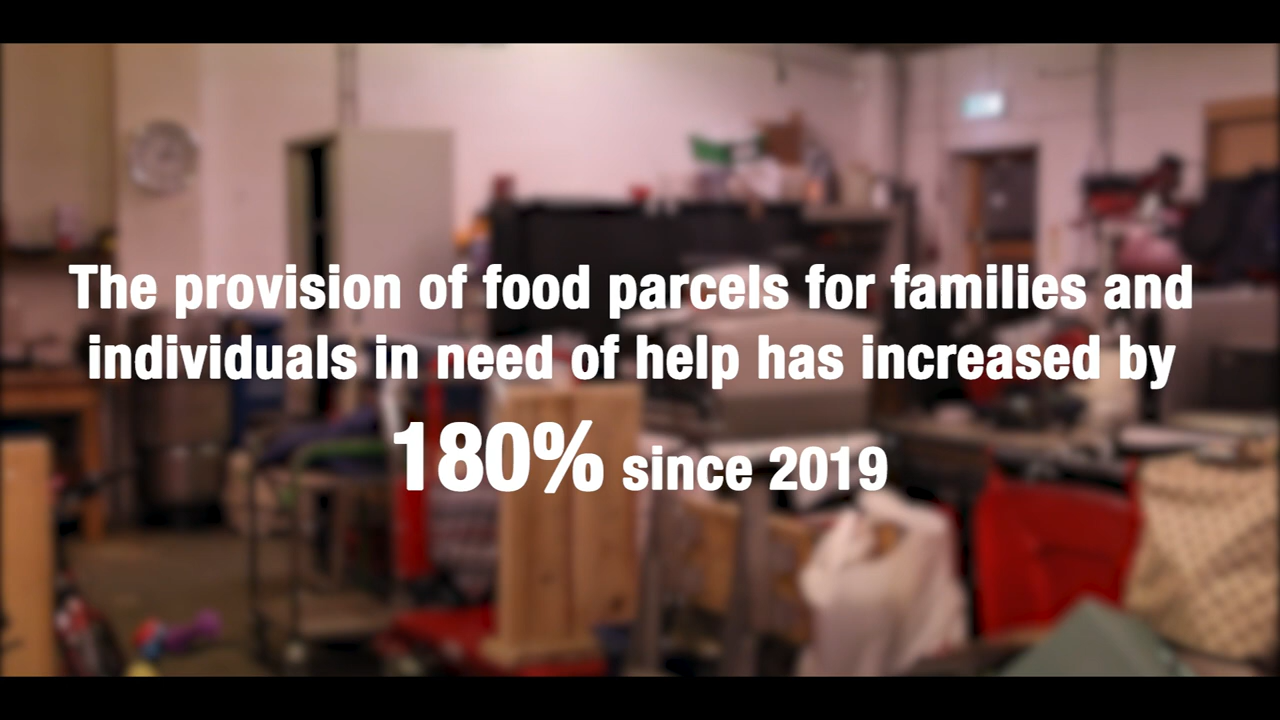 The provision of food parcels for families and
individuals in need of help has increased by
180% since 2019